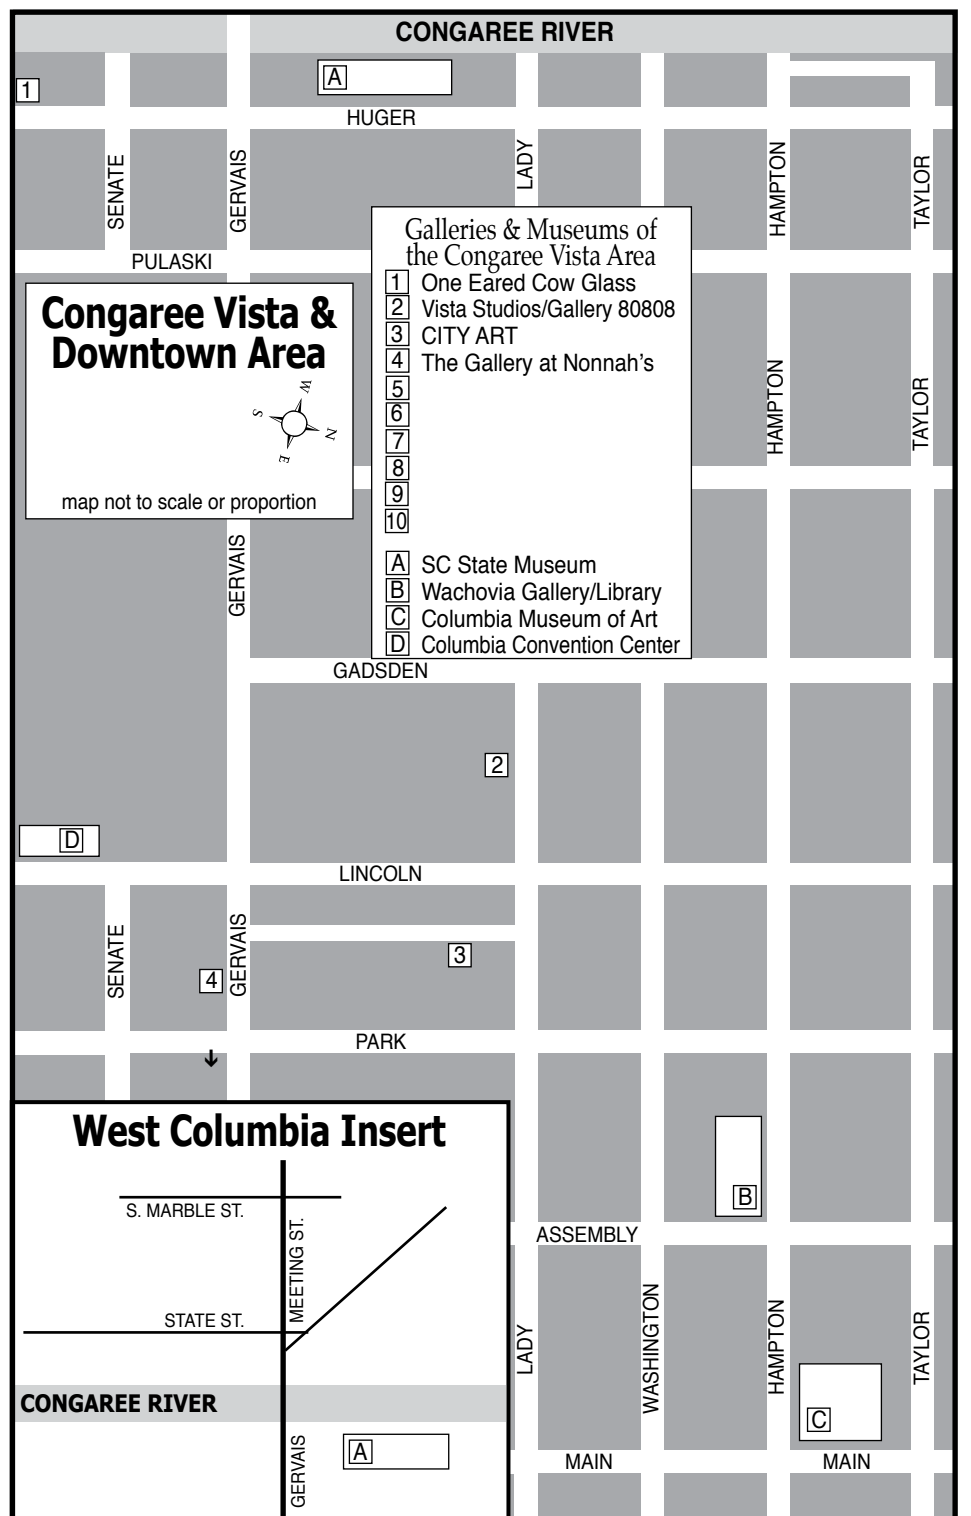 CONGAREE RIVER
A
1
HUGER
SENATE
GERVAIS
LADY
HAMPTON
TAYLOR
PULASKI
Galleries & Museums of
the Congaree Vista Area
1 One Eared Cow Glass
2 Vista Studios/Gallery 80808
3 CITY ART
4 The Gallery at Nonnah's
5
6
7
8
9
10
A SC State Museum
B Wachovia Gallery/Library
C Columbia Museum of Art
D Columbia Convention Center
Congaree Vista &
Downtown Area
W
S
N
E
map not to scale or proportion
HAMPTON
TAYLOR
GERVAIS
GADSDEN
2
D
LINCOLN
SENATE
GERVAIS
3
4
PARK
West Columbia Insert
S. MARBLE ST.
MEETING ST.
STATE ST.
CONGAREE RIVER
A
GERVAIS
B
ASSEMBLY
LADY
WASHINGTON
HAMPTON
TAYLOR
C
MAIN
MAIN